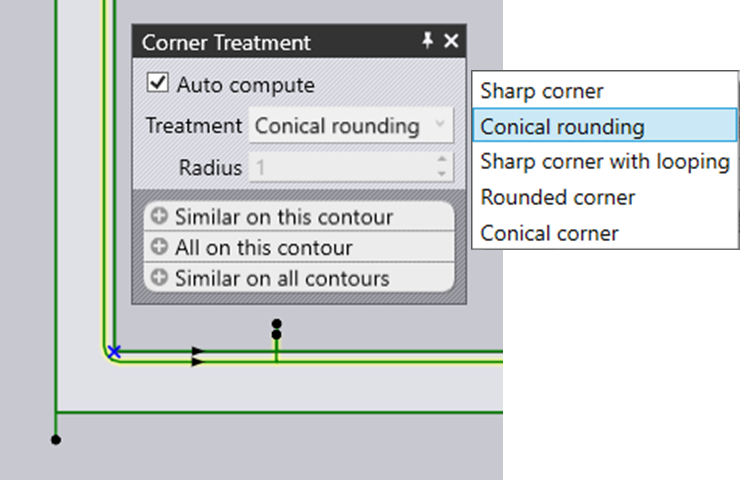 Corner Treatment
Auto compute
Treatment Conical rounding
Radius 1
Similar on this contour
All on this contour
Similar on all contours
Sharp corner
Conical rounding
Sharp corner with looping
Rounded corner
Conical corner